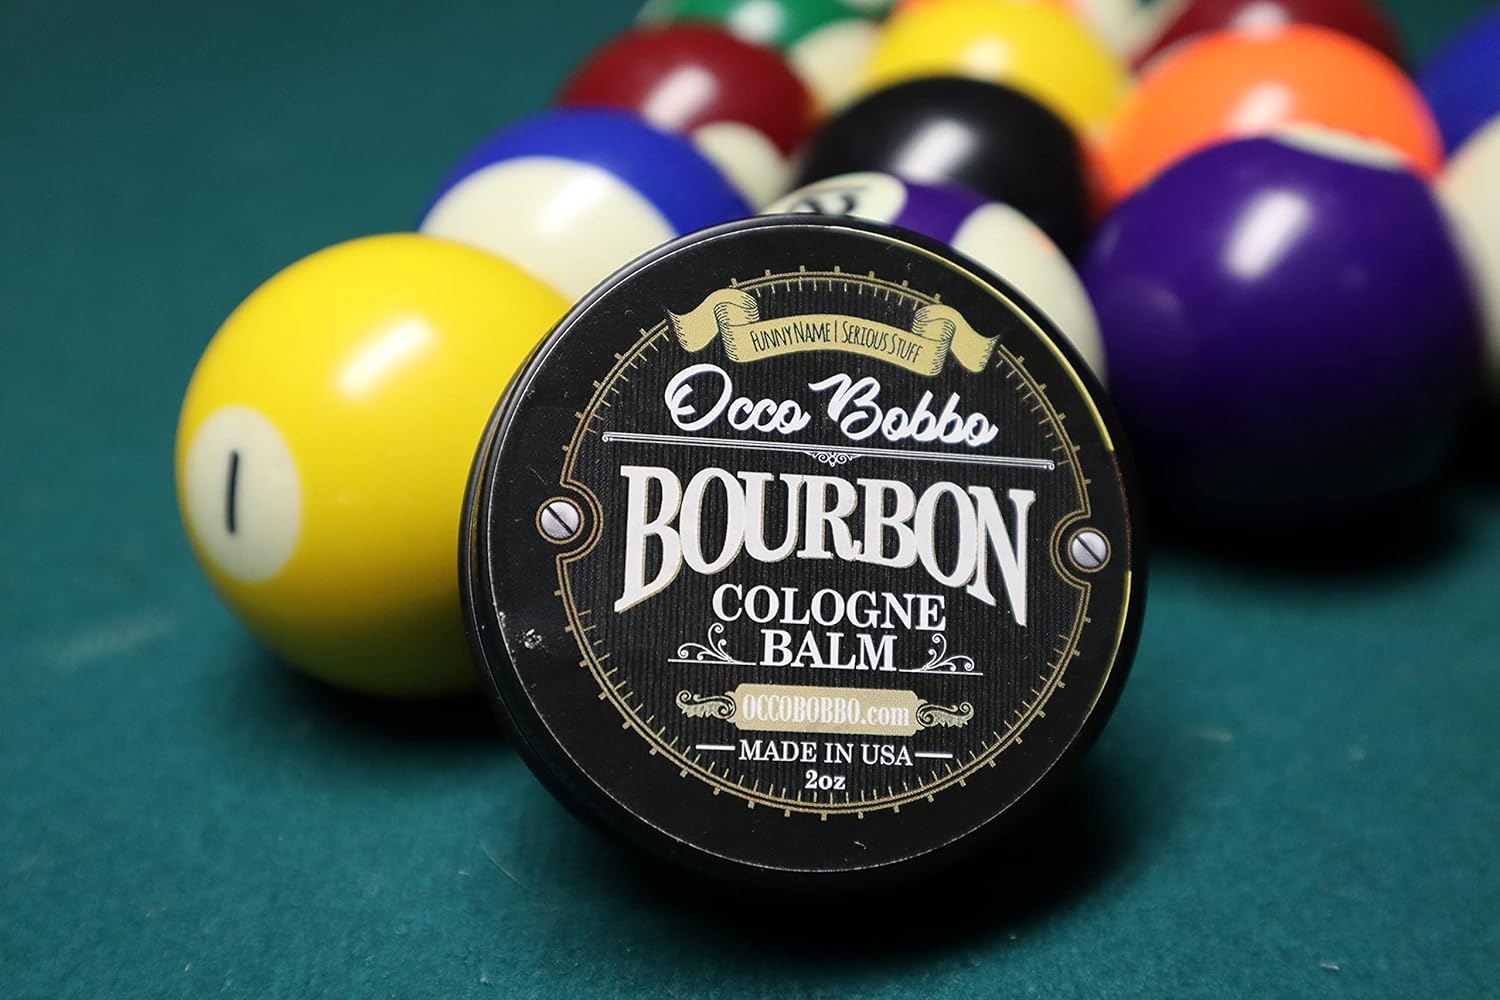 FUNNY NAME | SERIOUS STUFF
Occo Bobbo
BOURBON
COLOGNE
BALM
OCCOBOBBO.com
MADE IN USA
2oz
1